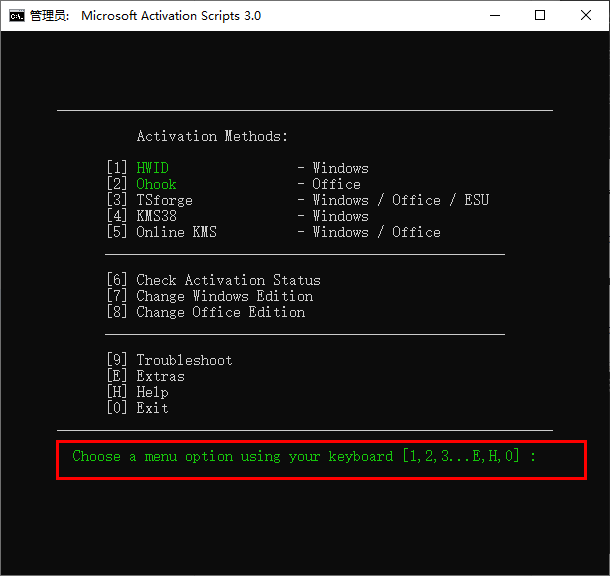 管理员: Microsoft Activation Scripts 3.0
Activation Methods:
[1] HWID - Windows
[2] Ohook - Office
[3] TSforge - Windows / Office / ESU
[4] KMS38 - Windows
[5] Online KMS - Windows / Office
[6] Check Activation Status
[7] Change Windows Edition
[8] Change Office Edition
[9] Troubleshoot
[E] Extras
[H] Help
[0] Exit
Choose a menu option using your keyboard [1,2,3...E,H,0] :